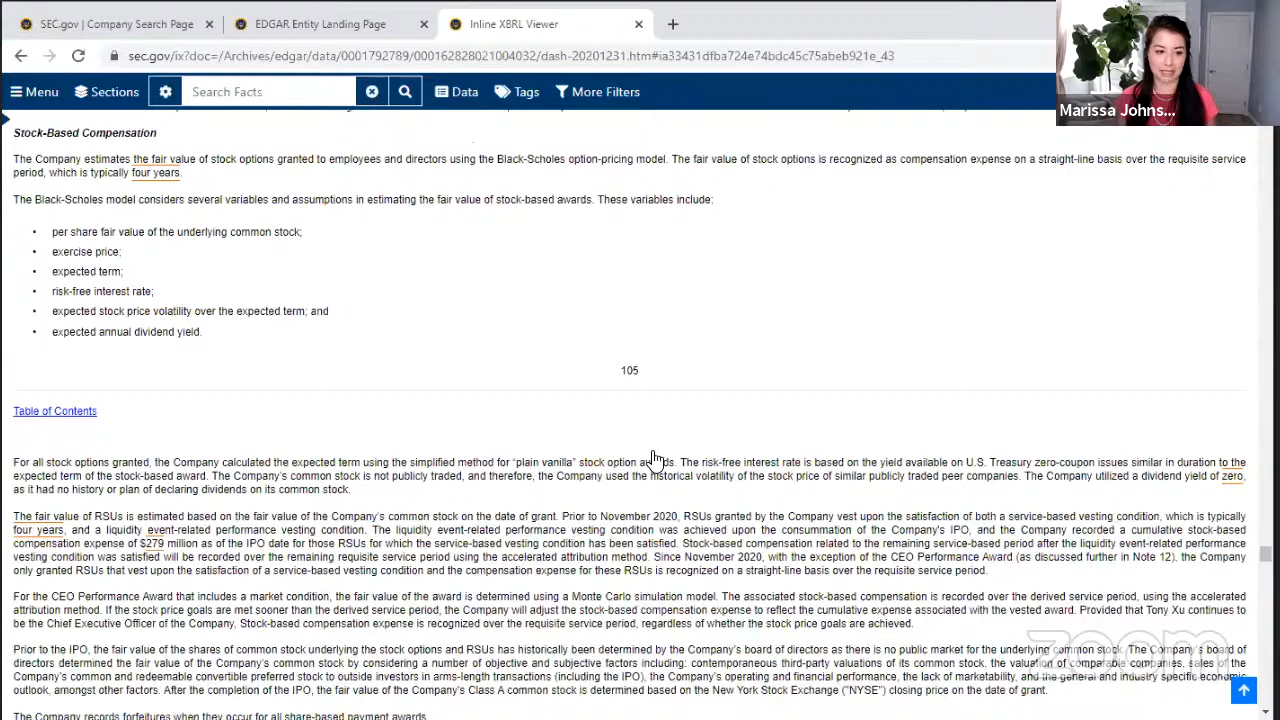 SEC.gov | Company Search Page
EDGAR Entity Landing Page
Inline XBRL Viewer
sec.gov/ix?doc=/Archives/edgar/data/0001792789/000162828021004032/dash-20201231.htm#ia33431dfba724e74bdc45c75abeb921e_43
Menu Sections Search Facts Data Tags More Filters
Marissa Johns...
Stock-Based Compensation
The Company estimates the fair value of stock options granted to employees and directors using the Black-Scholes option-pricing model. The fair value of stock options is recognized as compensation expense on a straight-line basis over the requisite service
period, which is typically four years.
The Black-Scholes model considers several variables and assumptions in estimating the fair value of stock-based awards. These variables include:
• per share fair value of the underlying common stock;
• exercise price;
• expected term;
• risk-free interest rate;
• expected stock price volatility over the expected term; and
• expected annual dividend yield.
105
Table of Contents
For all stock options granted, the Company calculated the expected term using the simplified method for "plain vanilla" stock option awards. The risk-free interest rate is based on the yield available on U.S. Treasury zero-coupon issues similar in duration to the
expected term of the stock-based award. The Company's common stock is not publicly traded, and therefore, the Company used the historical volatility of the stock price of similar publicly traded peer companies. The Company utilized a dividend yield of zero,
as it had no history or plan of declaring dividends on its common stock.
The fair value of RSUs is estimated based on the fair value of the Company's common stock on the date of grant. Prior to November 2020, RSUs granted by the Company vest upon the satisfaction of both a service-based vesting condition, which is typically
four years, and a liquidity event-related performance vesting condition. The liquidity event-related performance vesting condition was achieved upon the consummation of the Company's IPO, and the Company recorded a cumulative stock-based
compensation expense of $279 million as of the IPO date for those RSUs for which the service-based vesting condition has been satisfied. Stock-based compensation related to the remaining service-based period after the liquidity event-related performance
vesting condition was satisfied will be recorded over the remaining requisite service period using the accelerated attribution method. Since November 2020, with the exception of the CEO Performance Award (as discussed further in Note 12), the Company
only granted RSUs that vest upon the satisfaction of a service-based vesting condition and the compensation expense for these RSUs is recognized on a straight-line basis over the requisite service period.
For the CEO Performance Award that includes a market condition, the fair value of the award is determined using a Monte Carlo simulation model. The associated stock-based compensation is recorded over the derived service period, using the accelerated
attribution method. If the stock price goals are met sooner than the derived service period, the Company will adjust the stock-based compensation expense to reflect the cumulative expense associated with the vested award. Provided that Tony Xu continues to
be the Chief Executive Officer of the Company, Stock-based compensation expense is recognized over the requisite service period, regardless of whether the stock price goals are achieved.
Prior to the IPO, the fair value of the shares of common stock underlying the stock options and RSUs has historically been determined by the Company's board of directors as there is no public market for the underlying common stock. The Company's board of
directors determined the fair value of the Company's common stock by considering a number of objective and subjective factors including: contemporaneous third-party valuations of its common stock, the valuation of comparable companies, sales of the
Company's common and redeemable convertible preferred stock to outside investors in arms-length transactions (including the IPO), the Company's operating and financial performance, the lack of marketability, and the general and industry specific economic
outlook, amongst other factors. After the completion of the IPO, the fair value of the Company's Class A common stock is determined based on the New York Stock Exchange ("NYSE") closing price on the date of grant.
The Company records forfeitures when they occur for all share-based payment awards.
zoom